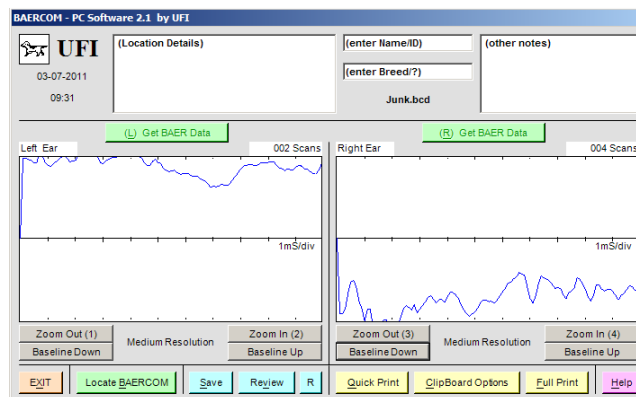 BAERCOM - PC Software 2.1 by UFI
UFI
03-07-2011
09:31
(Location Details)
(enter Name/ID)
(enter Breed/?)
Junk.bcd
(other notes)
(L) Get BAER Data
(R) Get BAER Data
Left Ear
002 Scans
Right Ear
004 Scans
1mS/div
1mS/div
Zoom Out (1)
Medium Resolution
Zoom In (2)
Baseline Down
Baseline Up
Zoom Out (3)
Medium Resolution
Zoom In (4)
Baseline Down
Baseline Up
EXIT
Locate BAERCOM
Save
Review
R
Quick Print
ClipBoard Options
Full Print
Help